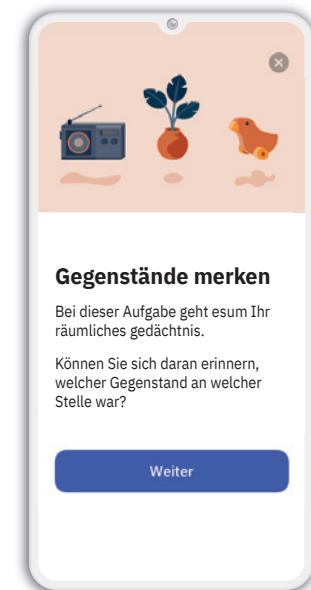 Gegenstände merken
Bei dieser Aufgabe geht esum Ihr
räumliches gedächtnis.
Können Sie sich daran erinnern,
welcher Gegenstand an welcher
Stelle war?
Weiter